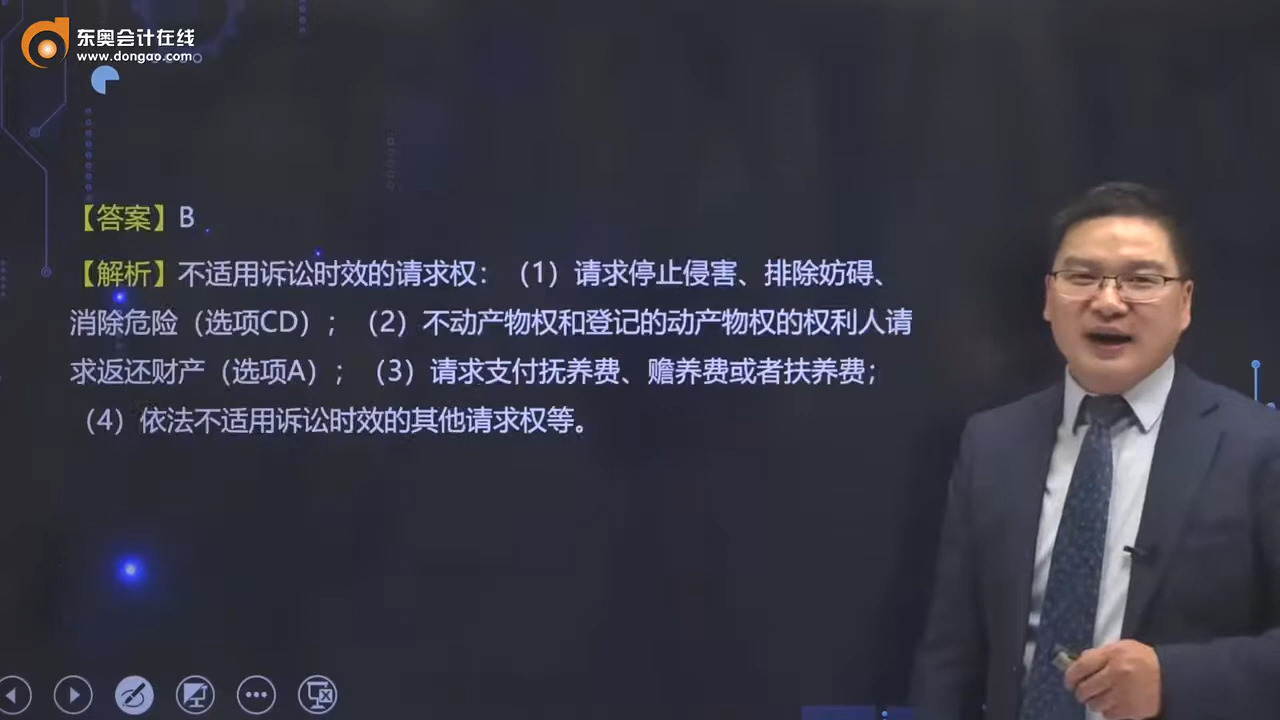 东奥会计在线
www.dongao.com
【答案】B
【解析】不适用诉讼时效的请求权：（1）请求停止侵害、排除妨碍、
消除危险（选项CD）；（2）不动产物权和登记的动产物权的权利人请
求返还财产（选项A）；（3）请求支付抚养费、赡养费或者扶养费；
（4）依法不适用诉讼时效的其他请求权等。